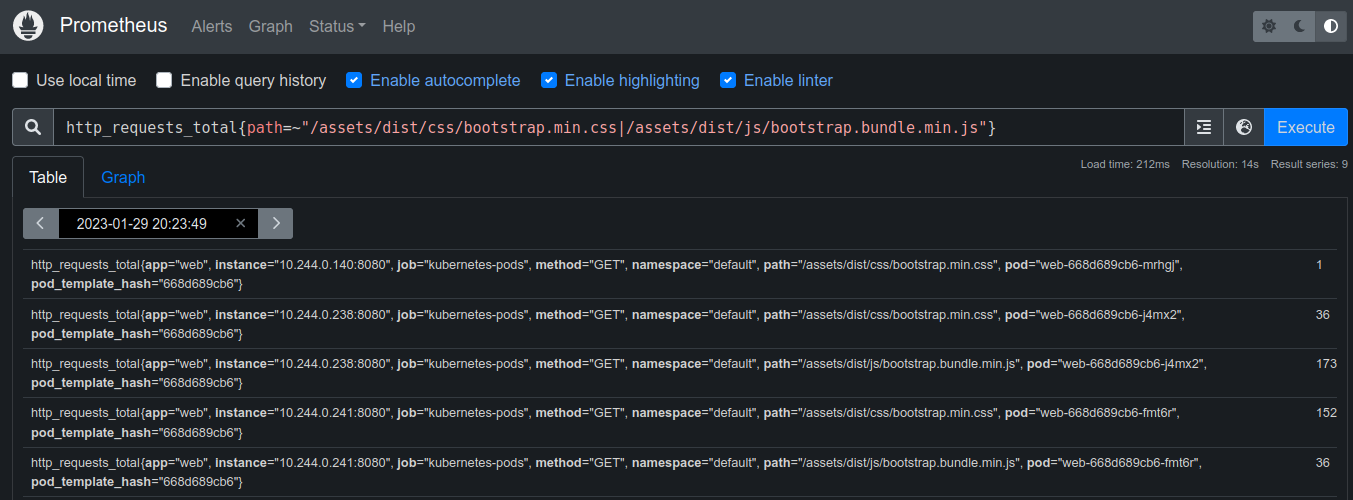 Prometheus Alerts Graph Status Help
Use local time Enable query history Enable autocomplete Enable highlighting Enable linter
http_requests_total{path=~"/assets/dist/css/bootstrap.min.css|/assets/dist/js/bootstrap.bundle.min.js"} Execute
Load time: 212ms Resolution: 14s Result series: 9
Table Graph
2023-01-29 20:23:49
http_requests_total{app="web", instance="10.244.0.140:8080", job="kubernetes-pods", method="GET", namespace="default", path="/assets/dist/css/bootstrap.min.css", pod="web-668d689cb6-mrhgj", 1
pod_template_hash="668d689cb6"}
http_requests_total{app="web", instance="10.244.0.238:8080", job="kubernetes-pods", method="GET", namespace="default", path="/assets/dist/css/bootstrap.min.css", pod="web-668d689cb6-j4mx2", 36
pod_template_hash="668d689cb6"}
http_requests_total{app="web", instance="10.244.0.238:8080", job="kubernetes-pods", method="GET", namespace="default", path="/assets/dist/js/bootstrap.bundle.min.js", pod="web-668d689cb6-j4mx2", 173
pod_template_hash="668d689cb6"}
http_requests_total{app="web", instance="10.244.0.241:8080", job="kubernetes-pods", method="GET", namespace="default", path="/assets/dist/css/bootstrap.min.css", pod="web-668d689cb6-fmt6r", 152
pod_template_hash="668d689cb6"}
http_requests_total{app="web", instance="10.244.0.241:8080", job="kubernetes-pods", method="GET", namespace="default", path="/assets/dist/js/bootstrap.bundle.min.js", pod="web-668d689cb6-fmt6r", 36
pod_template_hash="668d689cb6"}